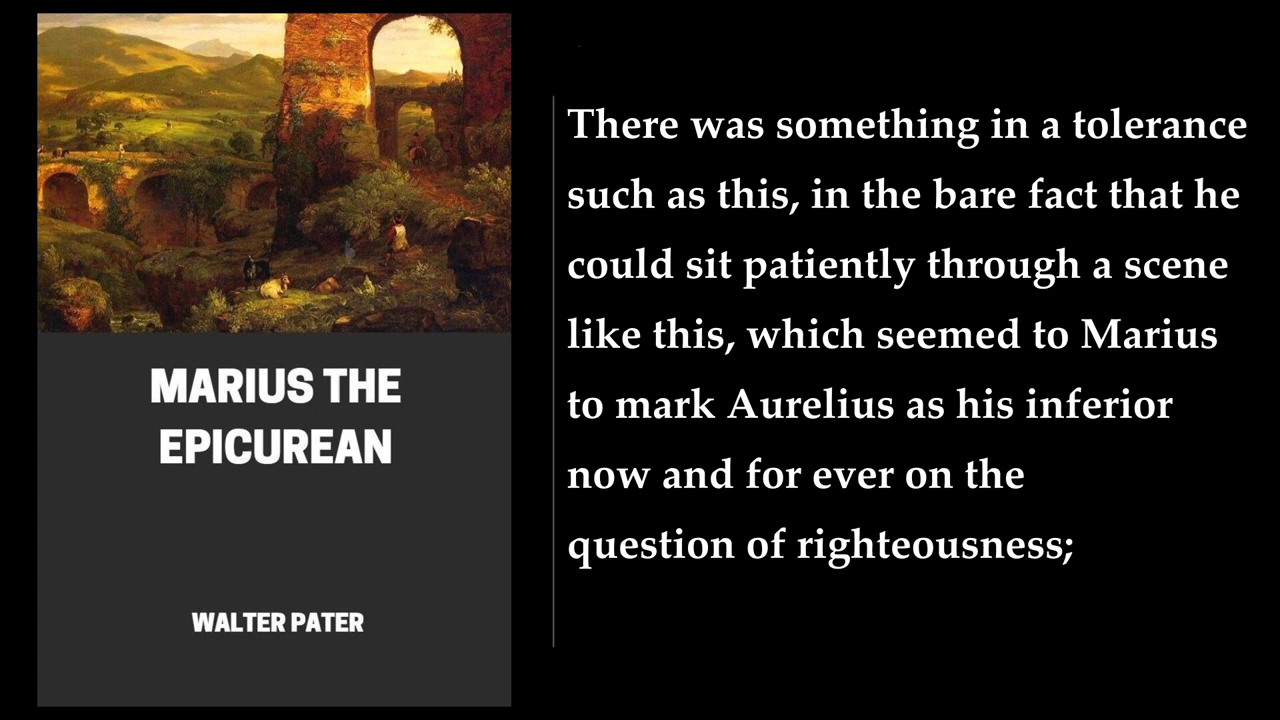 MARIUS THE
EPICUREAN
WALTER PATER
There was something in a tolerance
such as this, in the bare fact that he
could sit patiently through a scene
like this, which seemed to Marius
to mark Aurelius as his inferior
now and for ever on the
question of righteousness;